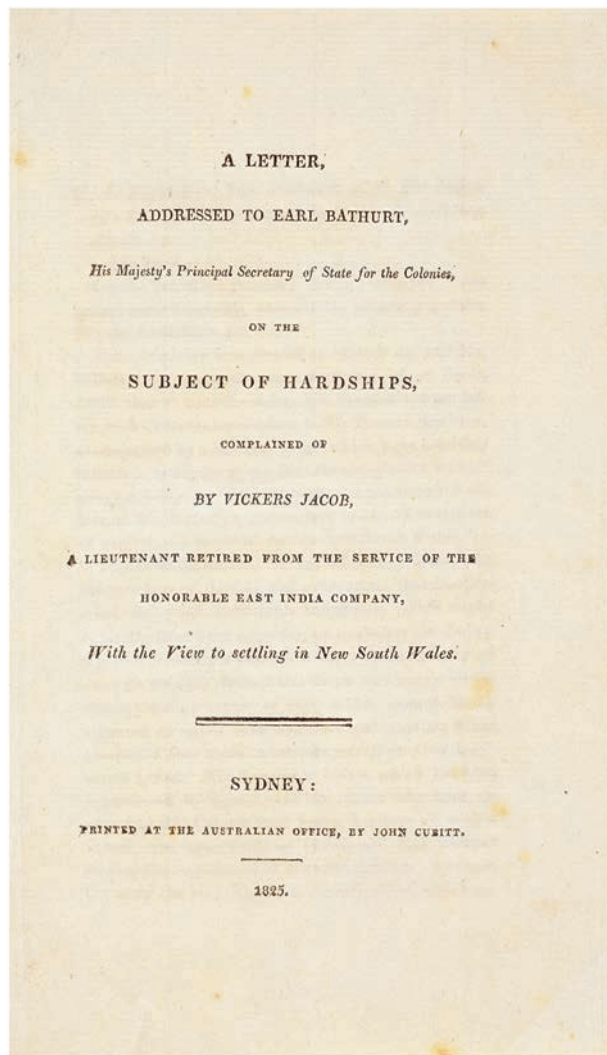 A LETTER,
ADDRESSED TO EARL BATHURT,
His Majesty's Principal Secretary of State for the Colonies,
ON THE
SUBJECT OF HARDSHIPS,
COMPLAINED OF
BY VICKERS JACOB,
A LIEUTENANT RETIRED FROM THE SERVICE OF THE
HONORABLE EAST INDIA COMPANY,
With the View to settling in New South Wales.
SYDNEY:
PRINTED AT THE AUSTRALIAN OFFICE, BY JOHN CUBITT.
1825.